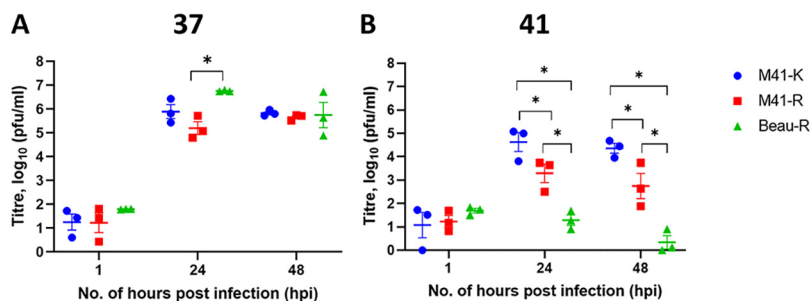 A 37
B 41
Titre, log10 (pfu/ml)
8
7
6
5
4
3
2
1
0
*
1 24 48
No. of hours post infection (hpi)
Titre, log10 (pfu/ml)
8
7
6
5
4
3
2
1
0
* *
* *
* *
1 24 48
No. of hours post infection (hpi)
M41-K
M41-R
Beau-R